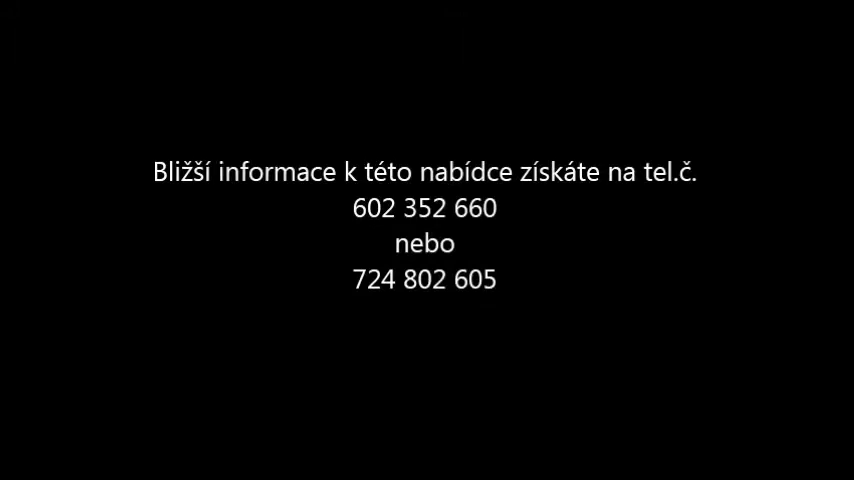 Bližší informace k této nabídce získáte na tel.č.
602 352 660
nebo
724 802 605